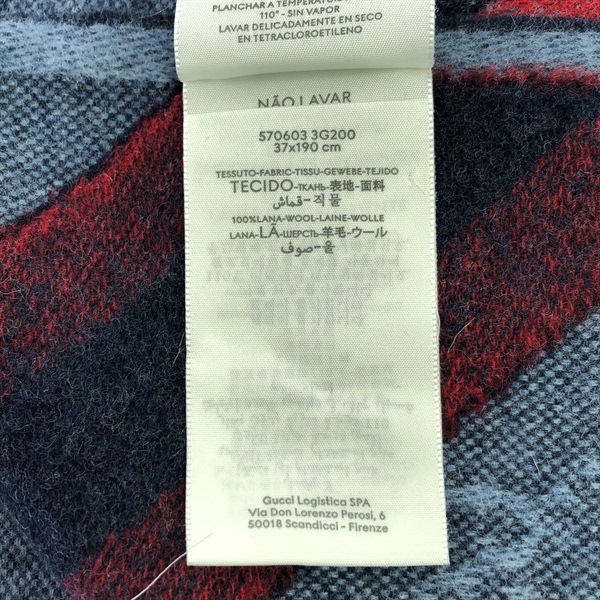 PLANCHAR A TEMPERATURA
110° - SIN VAPOR
LAVAR DELICADAMENTE EN SECO
EN TETRACLOROETILENO
NÃO LAVAR
570603 3G200
37x190 cm
TESSUTO-FABRIC-TISSU-GEWEBE-TEJIDO
TECIDO-ТКАНЬ-表地-面料
قماش-직물
100%LANA-WOOL-LAINE-WOLLE
LANA-LÃ-ШЕРСТЬ-羊毛-ウール
صوف-울
Gucci Logistica SPA
Via Don Lorenzo Perosi, 6
50018 Scandicci - Firenze